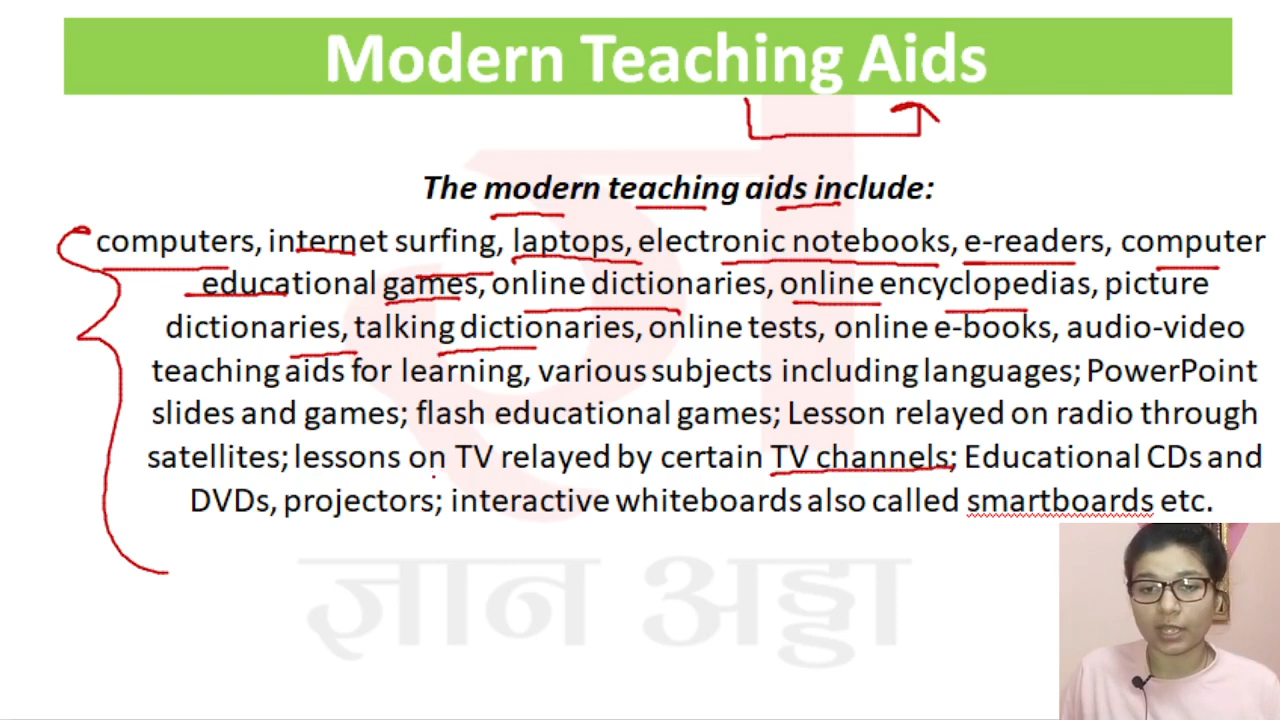 Modern Teaching Aids
The modern teaching aids include:
computers, internet surfing, laptops, electronic notebooks, e-readers, computer
educational games, online dictionaries, online encyclopedias, picture
dictionaries, talking dictionaries, online tests, online e-books, audio-video
teaching aids for learning, various subjects including languages; PowerPoint
slides and games; flash educational games; Lesson relayed on radio through
satellites; lessons on TV relayed by certain TV channels; Educational CDs and
DVDs, projectors; interactive whiteboards also called smartboards etc.
ज्ञान अड्डा